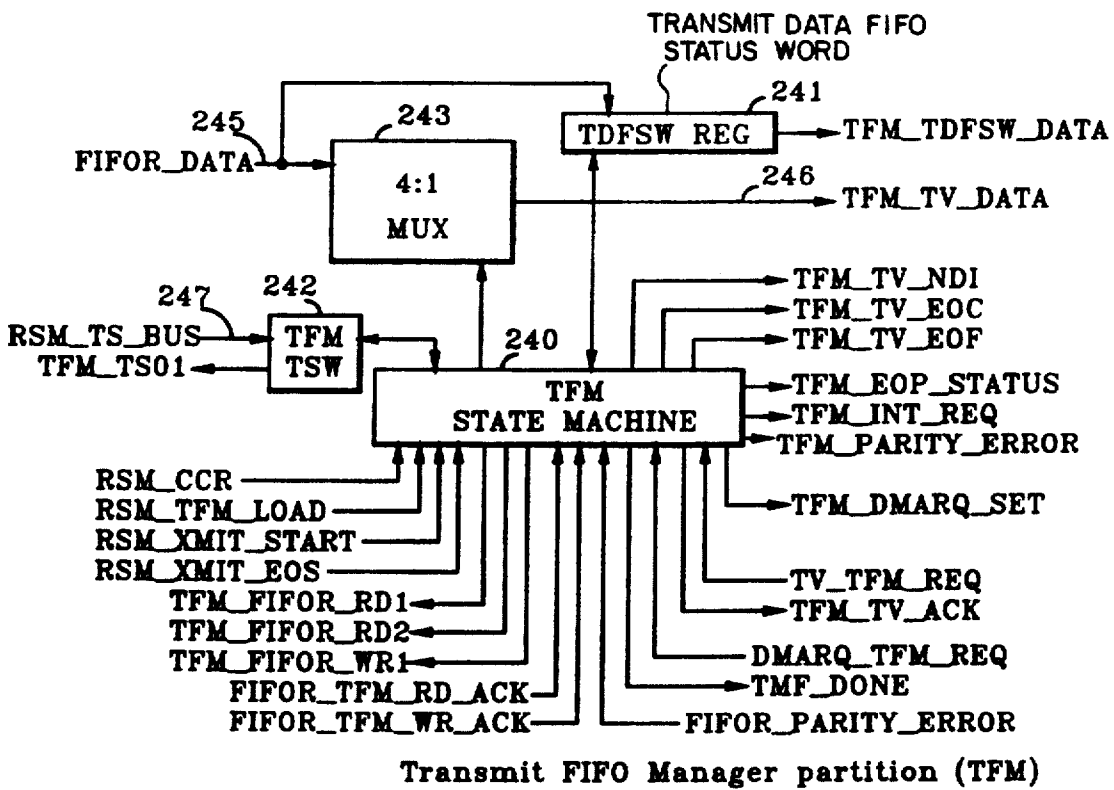 TRANSMIT DATA FIFO
STATUS WORD
241
TDFSW REG
TFM_TDFSW_DATA
245
FIFOR_DATA
243
4:1
MUX
246
TFM_TV_DATA
247
242
RSM_TS_BUS
TFM_TS01
TFM
TSW
240
TFM
STATE MACHINE
TFM_TV_NDI
TFM_TV_EOC
TFM_TV_EOF
TFM_EOP_STATUS
TFM_INT_REQ
TFM_PARITY_ERROR
TFM_DMARQ_SET
RSM_CCR
RSM_TFM_LOAD
RSM_XMIT_START
RSM_XMIT_EOS
TFM_FIFOR_RD1
TFM_FIFOR_RD2
TFM_FIFOR_WR1
FIFOR_TFM_RD_ACK
FIFOR_TFM_WR_ACK
TV_TFM_REQ
TFM_TV_ACK
DMARQ_TFM_REQ
TMF_DONE
FIFOR_PARITY_ERROR
Transmit FIFO Manager partition (TFM)